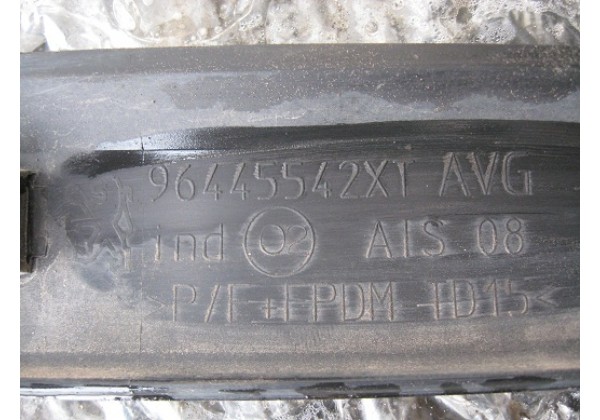 96445542XT AVG
ind 02 AIS 08
>P/E+EPDM TD15<